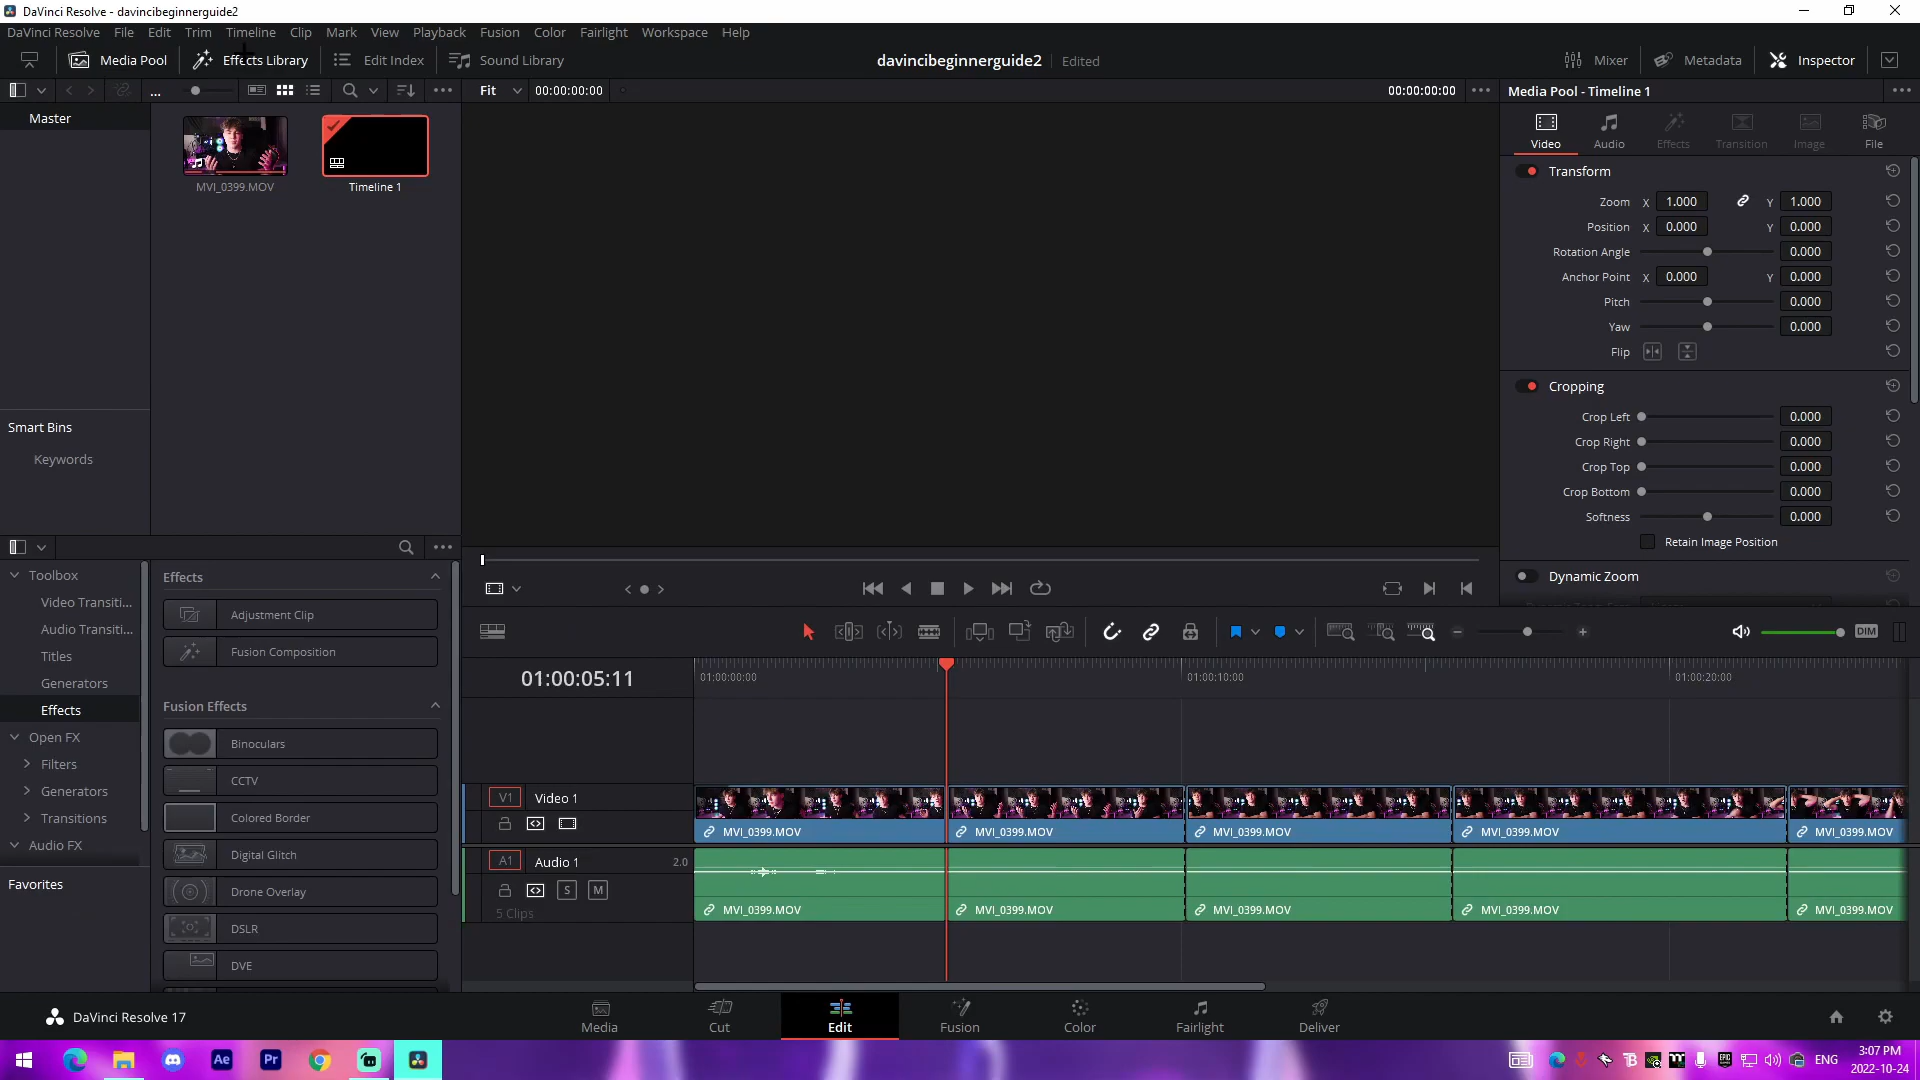 DaVinci Resolve - davincibeginnerguide2
DaVinci Resolve File Edit Trim Timeline Clip Mark View Playback Fusion Color Fairlight Workspace Help
Media Pool Effects Library Edit Index Sound Library davincibeginnerguide2 Edited Mixer Metadata Inspector
... Fit 00:00:00:00 00:00:00:00 Media Pool - Timeline 1
Master
MVI_0399.MOV Timeline 1
Smart Bins
Keywords
Video Audio Effects Transition Image File
Transform
Zoom X 1.000 Y 1.000
Position X 0.000 Y 0.000
Rotation Angle 0.000
Anchor Point X 0.000 Y 0.000
Pitch 0.000
Yaw 0.000
Flip
Cropping
Crop Left 0.000
Crop Right 0.000
Crop Top 0.000
Crop Bottom 0.000
Softness 0.000
Retain Image Position
Dynamic Zoom
Toolbox
Video Transiti...
Audio Transiti...
Titles
Generators
Effects
Open FX
Filters
Generators
Transitions
Audio FX
Favorites
Effects
Adjustment Clip
Fusion Composition
Fusion Effects
Binoculars
CCTV
Colored Border
Digital Glitch
Drone Overlay
DSLR
DVE
DIM
01:00:05:11 01:00:00:00 01:00:10:00 01:00:20:00
V1 Video 1
MVI_0399.MOV MVI_0399.MOV MVI_0399.MOV MVI_0399.MOV MVI_0399.MOV
A1 Audio 1 2.0
S M
5 Clips
MVI_0399.MOV MVI_0399.MOV MVI_0399.MOV MVI_0399.MOV MVI_0399.MOV
DaVinci Resolve 17
Media Cut Edit Fusion Color Fairlight Deliver
Ae Pr
ENG
3:07 PM
2022-10-24